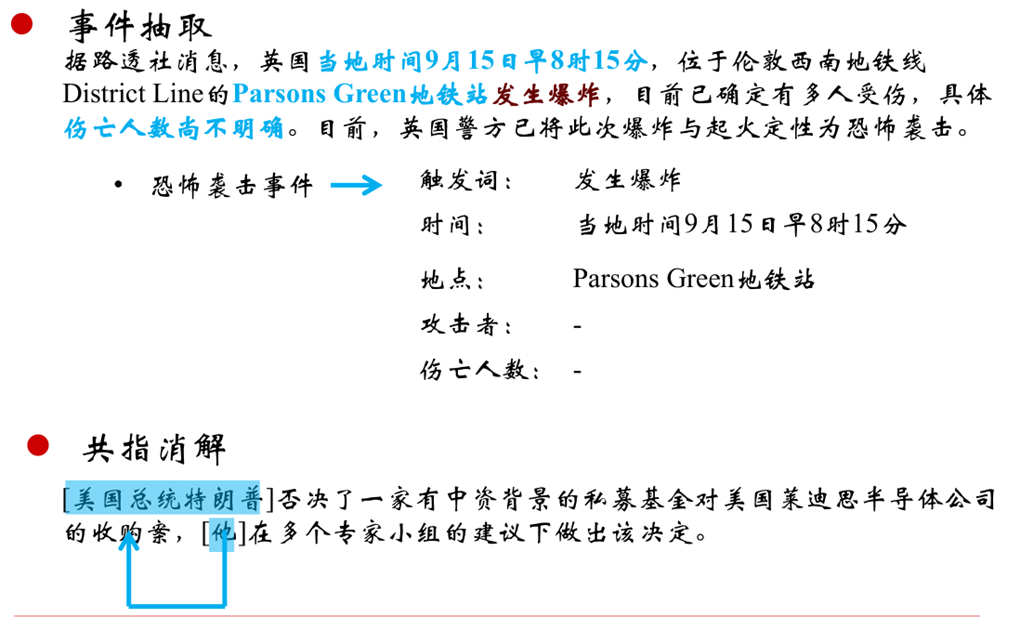 事件抽取
据路透社消息，英国当地时间9月15日早8时15分，位于伦敦西南地铁线
District Line的Parsons Green地铁站发生爆炸，目前已确定有多人受伤，具体
伤亡人数尚不明确。目前，英国警方已将此次爆炸与起火定性为恐怖袭击。
• 恐怖袭击事件
触发词： 发生爆炸
时间： 当地时间9月15日早8时15分
地点： Parsons Green地铁站
攻击者： -
伤亡人数： -
共指消解
[美国总统特朗普]否决了一家有中资背景的私募基金对美国莱迪思半导体公司
的收购案，[他]在多个专家小组的建议下做出该决定。